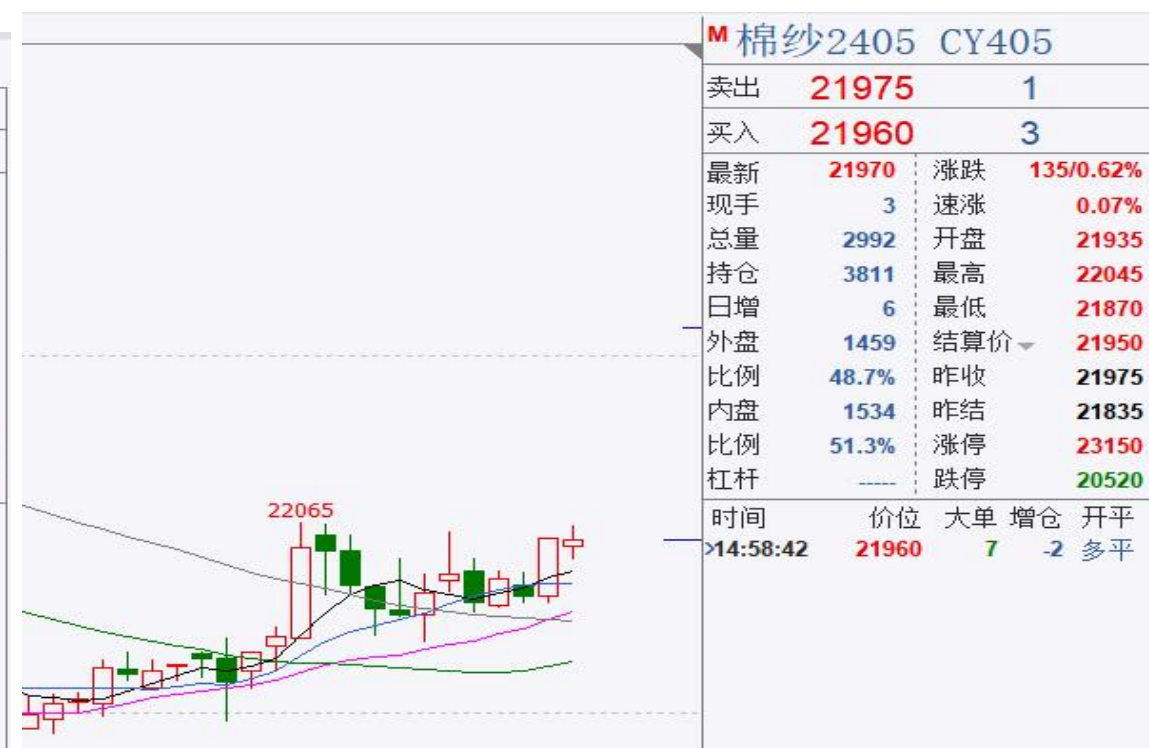 M 棉纱2405 CY405
卖出 21975 1
买入 21960 3
最新 21970 涨跌 135/0.62%
现手 3 速涨 0.07%
总量 2992 开盘 21935
持仓 3811 最高 22045
日增 6 最低 21870
外盘 1459 结算价 21950
比例 48.7% 昨收 21975
内盘 1534 昨结 21835
比例 51.3% 涨停 23150
杠杆 ----- 跌停 20520
时间 价位 大单 增仓 开平
>14:58:42 21960 7 -2 多平
22065